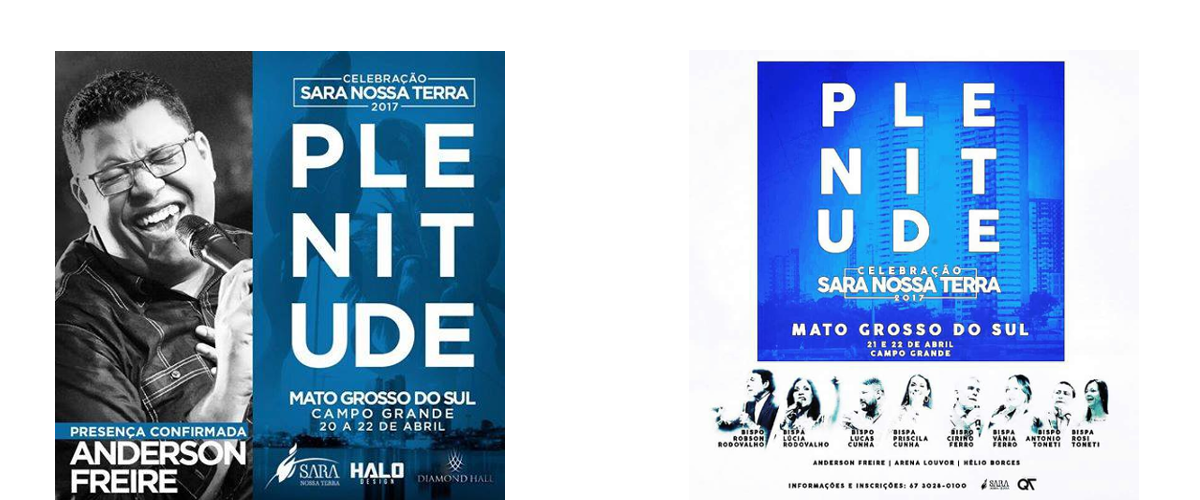 CELEBRAÇÃO
SARA NOSSA TERRA
2017
PLE
NIT
UDE
MATO GROSSO DO SUL
CAMPO GRANDE
20 A 22 DE ABRIL
PRESENÇA CONFIRMADA
ANDERSON
FREIRE
SARA
NOSSA TERRA
HALO
DESIGN
DIAMOND HALL
PLE
NIT
UDE
CELEBRAÇÃO
SARA NOSSA TERRA
2017
MATO GROSSO DO SUL
21 E 22 DE ABRIL
CAMPO GRANDE
BISPO ROBSON RODOVALHO
BISPA LÚCIA RODOVALHO
BISPO LUCAS CUNHA
BISPA PRISCILA CUNHA
BISPO CIRINO FERRO
BISPA VÂNIA FERRO
BISPO ANTONIO TONETI
BISPA ROSI TONETI
ANDERSON FREIRE | ARENA LOUVOR | HÉLIO BORGES
INFORMAÇÕES E INSCRIÇÕES: 67 3028-0100
SARA